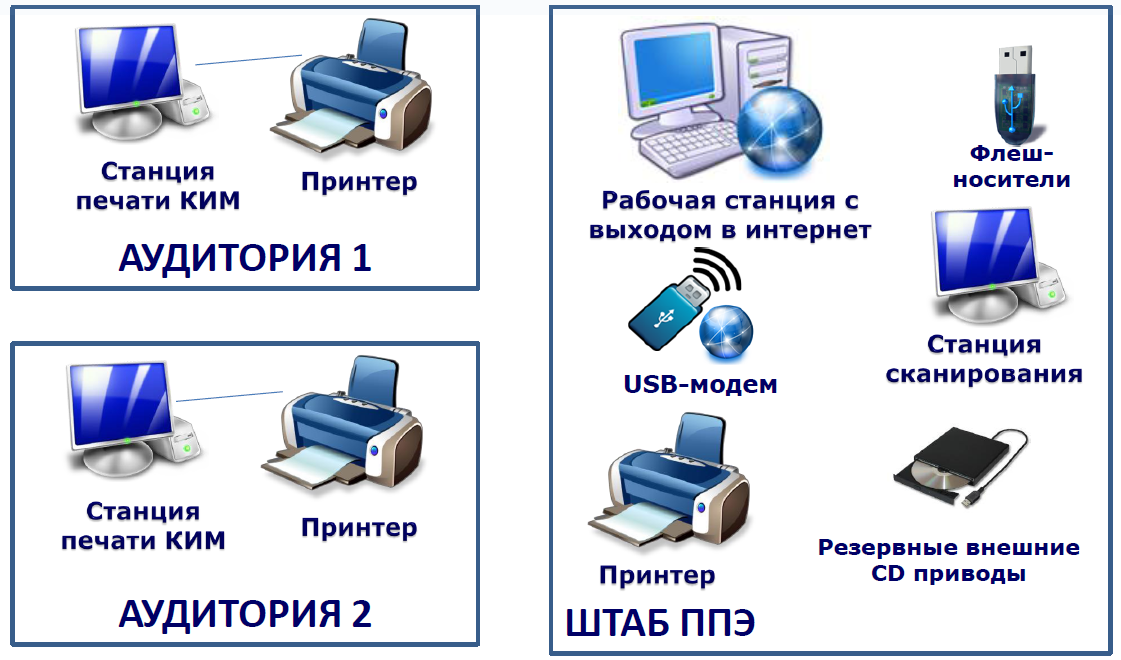 Станция
печати КИМ
Принтер
АУДИТОРИЯ 1
Станция
печати КИМ
Принтер
АУДИТОРИЯ 2
Рабочая станция с
выходом в интернет
Флеш-
носители
USB-модем
Станция
сканирования
Принтер
Резервные внешние
CD приводы
ШТАБ ППЭ